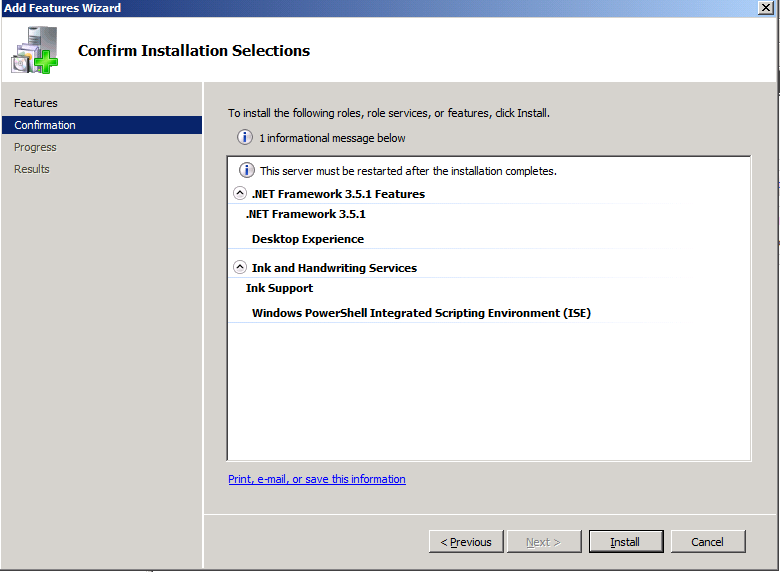 Add Features Wizard
Confirm Installation Selections
Features
Confirmation
Progress
Results
To install the following roles, role services, or features, click Install.
1 informational message below
This server must be restarted after the installation completes.
.NET Framework 3.5.1 Features
.NET Framework 3.5.1
Desktop Experience
Ink and Handwriting Services
Ink Support
Windows PowerShell Integrated Scripting Environment (ISE)
Print, e-mail, or save this information
< Previous Next > Install Cancel